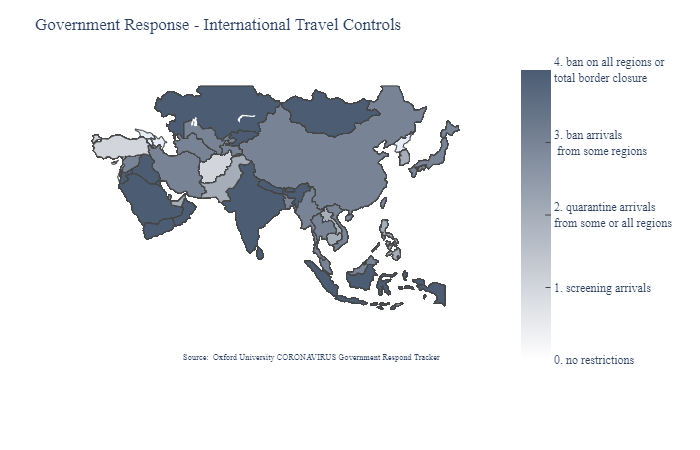 Government Response - International Travel Controls
4. ban on all regions or
total border closure
3. ban arrivals
from some regions
2. quarantine arrivals
from some or all regions
1. screening arrivals
0. no restrictions
Source: Oxford University CORONAVIRUS Government Respond Tracker